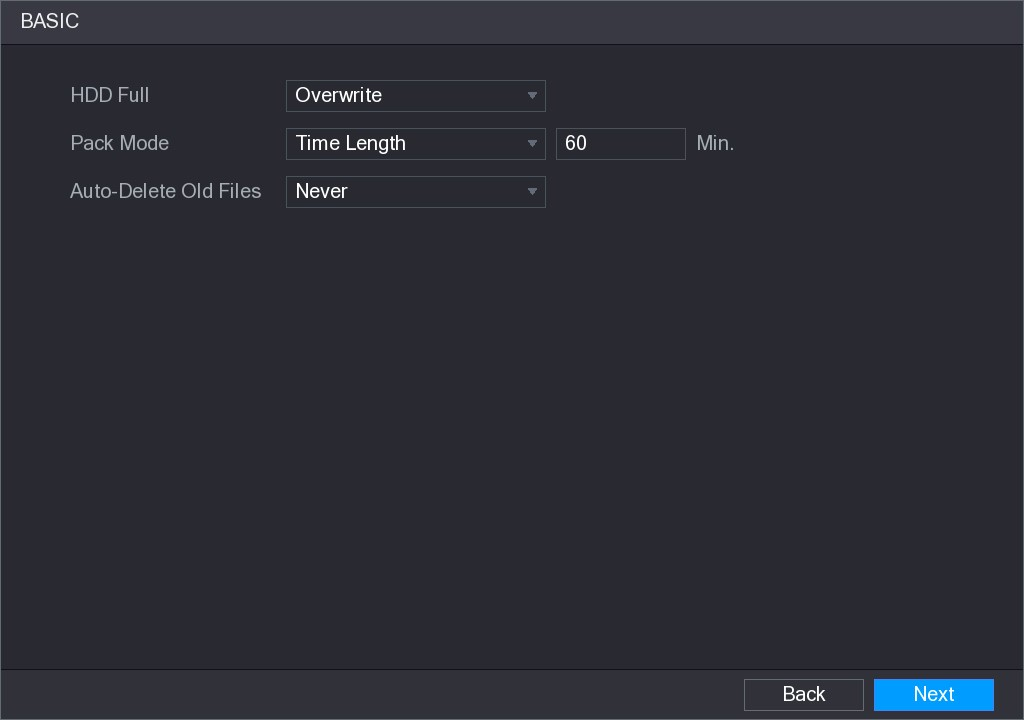 BASIC
HDD Full Overwrite
Pack Mode Time Length 60 Min.
Auto-Delete Old Files Never
Back Next